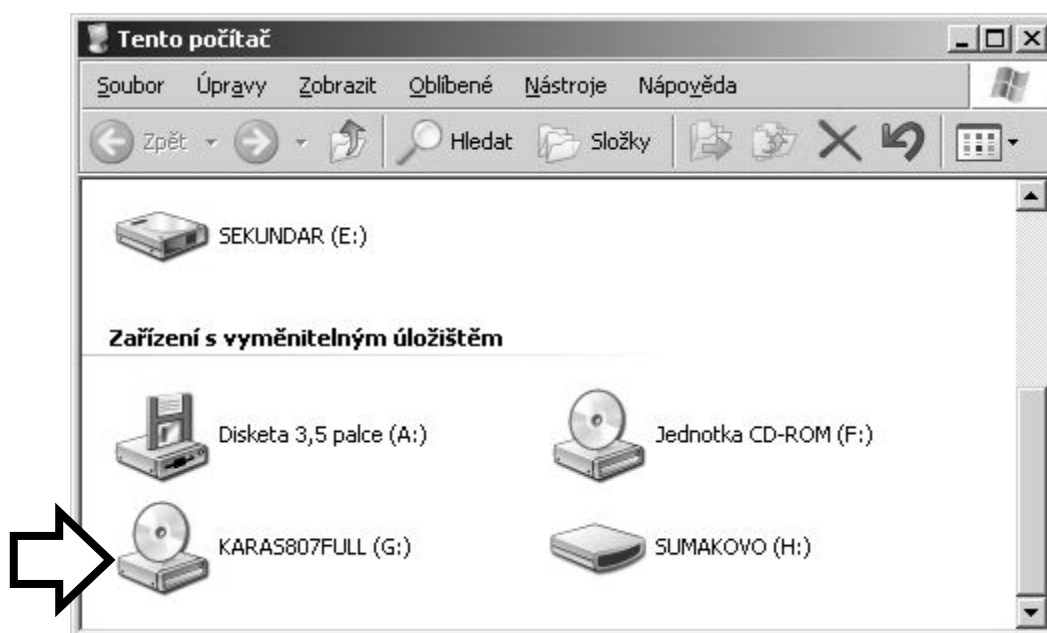 Tento počítač
Soubor Úpravy Zobrazit Oblíbené Nástroje Nápověda
Zpět Hledat Složky
SEKUNDAR (E:)
Zařízení s vyměnitelným úložištěm
Disketa 3,5 palce (A:) Jednotka CD-ROM (F:)
KARAS807FULL (G:) SUMAKOVO (H:)